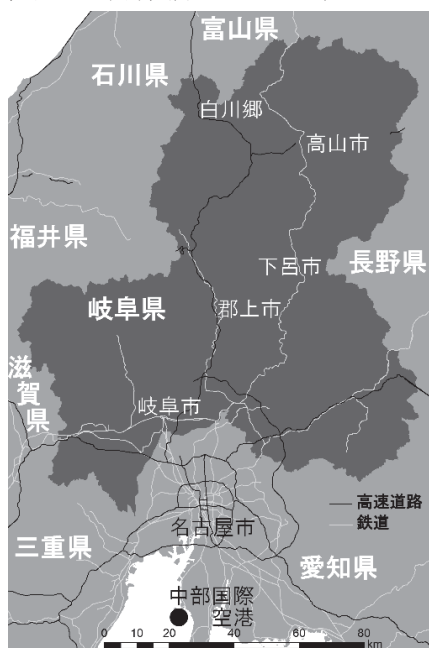 富山県
石川県
白川郷
高山市
福井県
下呂市
長野県
岐阜県
郡上市
滋賀県
岐阜市
高速道路
鉄道
名古屋市
三重県
愛知県
中部国際
空港
0 10 20 40 60 80
km